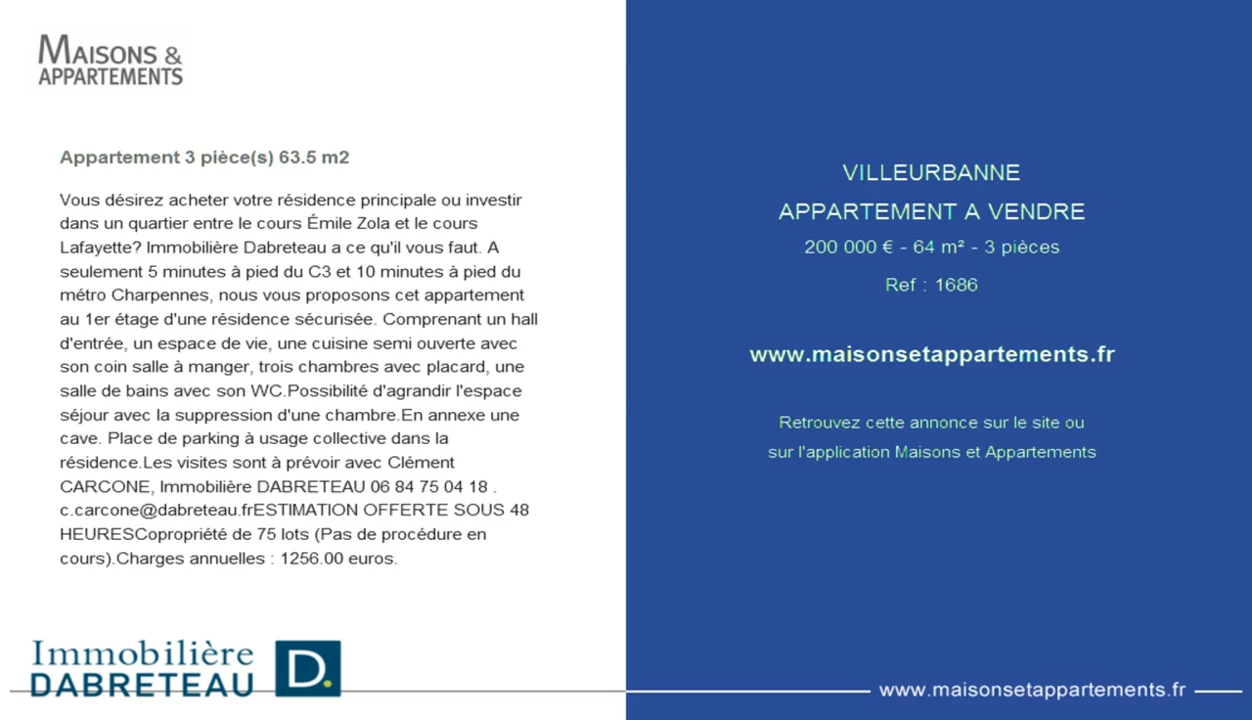 MAISONS &
APPARTEMENTS
Appartement 3 pièce(s) 63.5 m2
Vous désirez acheter votre résidence principale ou investir
dans un quartier entre le cours Émile Zola et le cours
Lafayette? Immobilière Dabreteau a ce qu'il vous faut. A
seulement 5 minutes à pied du C3 et 10 minutes à pied du
métro Charpennes, nous vous proposons cet appartement
au 1er étage d'une résidence sécurisée. Comprenant un hall
d'entrée, un espace de vie, une cuisine semi ouverte avec
son coin salle à manger, trois chambres avec placard, une
salle de bains avec son WC.Possibilité d'agrandir l'espace
séjour avec la suppression d'une chambre.En annexe une
cave. Place de parking à usage collective dans la
résidence.Les visites sont à prévoir avec Clément
CARCONE, Immobilière DABRETEAU 06 84 75 04 18 .
c.carcone@dabreteau.frESTIMATION OFFERTE SOUS 48
HEURESCopropriété de 75 lots (Pas de procédure en
cours).Charges annuelles : 1256.00 euros.
Immobilière
DABRETEAU
D.
VILLEURBANNE
APPARTEMENT A VENDRE
200 000 € - 64 m² - 3 pièces
Ref : 1686
www.maisonsetappartements.fr
Retrouvez cette annonce sur le site ou
sur l'application Maisons et Appartements
www.maisonsetappartements.fr